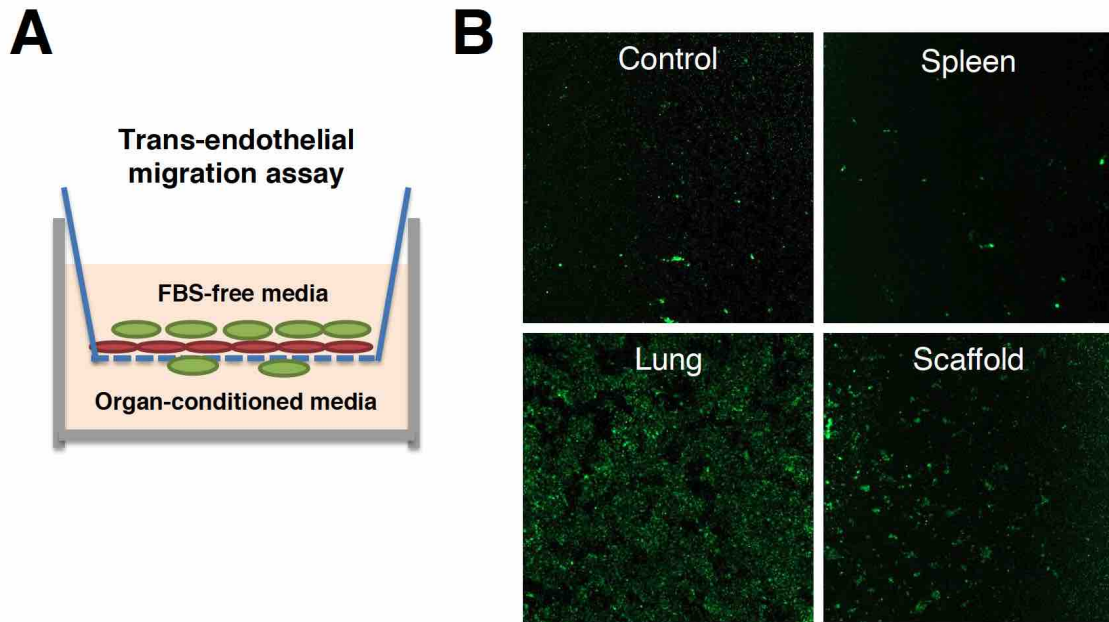 A
Trans-endothelial
migration assay
FBS-free media
Organ-conditioned media
B
Control
Spleen
Lung
Scaffold